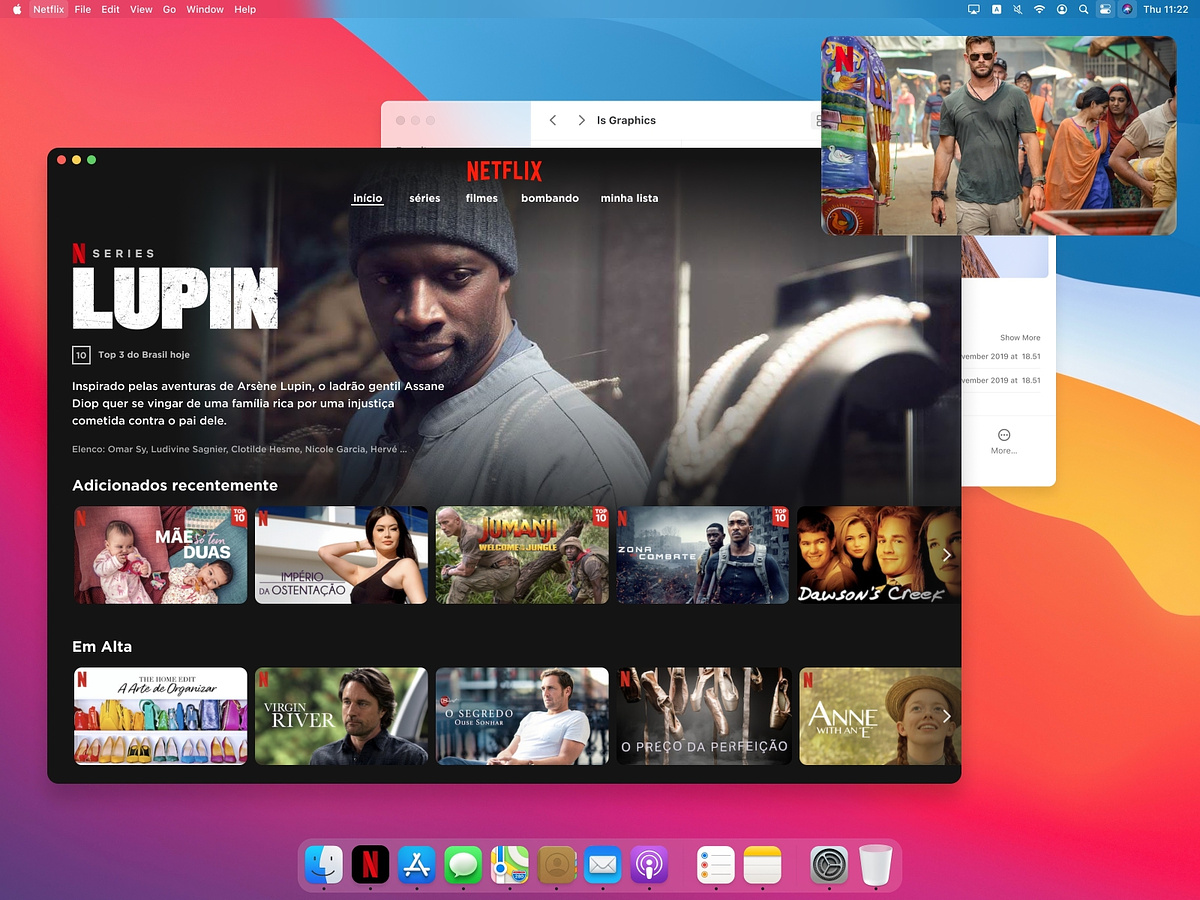 Netflix File Edit View Go Window Help
Thu 11:22
ls Graphics
NETFLIX
início séries filmes bombando minha lista
N SERIES
LUPIN
10 Top 3 do Brasil hoje
Inspirado pelas aventuras de Arsène Lupin, o ladrão gentil Assane
Diop quer se vingar de uma família rica por uma injustiça
cometida contra o pai dele.
Elenco: Omar Sy, Ludivine Sagnier, Clotilde Hesme, Nicole Garcia, Hervé ...
Show More
vember 2019 at 18.51
vember 2019 at 18.51
More...
Adicionados recentemente
TOP 10
MÃE só tem DUAS
IMPÉRIO DA OSTENTAÇÃO
TOP 10
JUMANJI
WELCOME TO THE JUNGLE
TOP 10
ZONA COMBATE
Dawson's Creek
Em Alta
THE HOME EDIT
A Arte de Organizar
VIRGIN RIVER
O SEGREDO
OUSE SONHAR
O PREÇO DA PERFEIÇÃO
ANNE WITH AN E
280